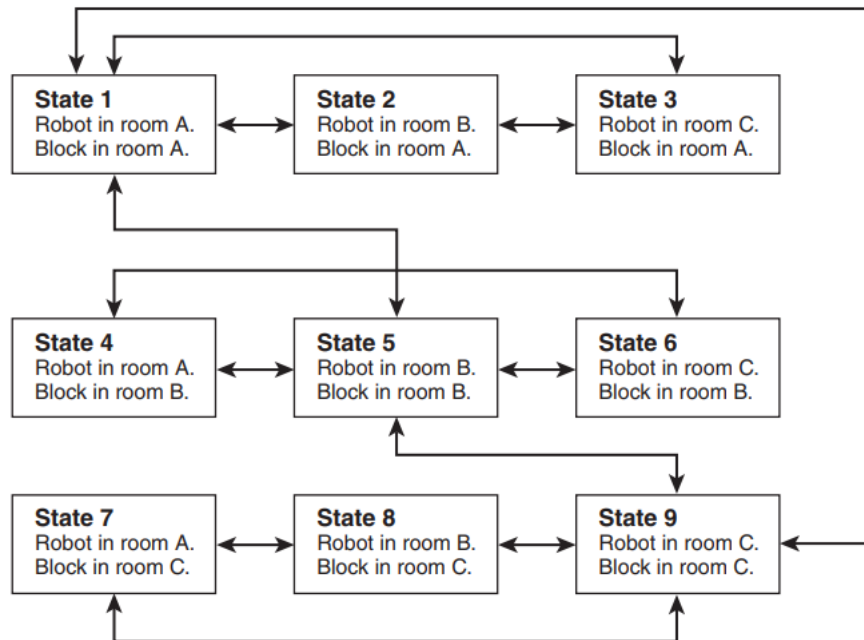 State 1
Robot in room A.
Block in room A.
State 2
Robot in room B.
Block in room A.
State 3
Robot in room C.
Block in room A.
State 4
Robot in room A.
Block in room B.
State 5
Robot in room B.
Block in room B.
State 6
Robot in room C.
Block in room B.
State 7
Robot in room A.
Block in room C.
State 8
Robot in room B.
Block in room C.
State 9
Robot in room C.
Block in room C.